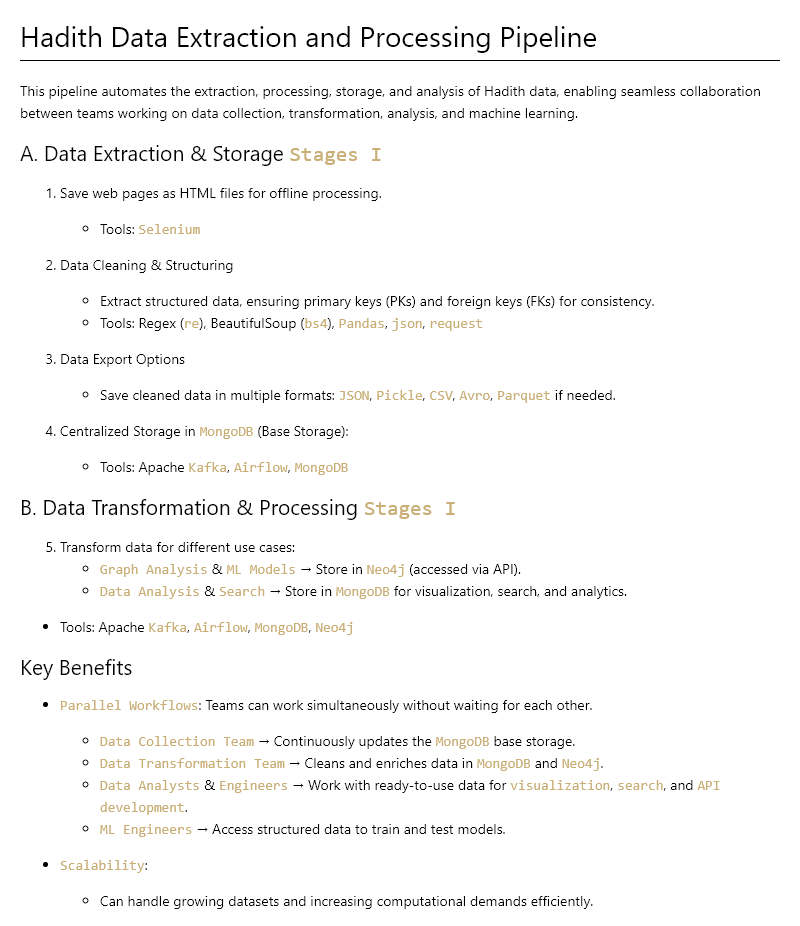 Hadith Data Extraction and Processing Pipeline
This pipeline automates the extraction, processing, storage, and analysis of Hadith data, enabling seamless collaboration
between teams working on data collection, transformation, analysis, and machine learning.
A. Data Extraction & Storage Stages I
1. Save web pages as HTML files for offline processing.
◦ Tools: Selenium
2. Data Cleaning & Structuring
◦ Extract structured data, ensuring primary keys (PKs) and foreign keys (FKs) for consistency.
◦ Tools: Regex (re), BeautifulSoup (bs4), Pandas, json, request
3. Data Export Options
◦ Save cleaned data in multiple formats: JSON, Pickle, CSV, Avro, Parquet if needed.
4. Centralized Storage in MongoDB (Base Storage):
◦ Tools: Apache Kafka, Airflow, MongoDB
B. Data Transformation & Processing Stages I
5. Transform data for different use cases:
◦ Graph Analysis & ML Models → Store in Neo4j (accessed via API).
◦ Data Analysis & Search → Store in MongoDB for visualization, search, and analytics.
• Tools: Apache Kafka, Airflow, MongoDB, Neo4j
Key Benefits
• Parallel Workflows: Teams can work simultaneously without waiting for each other.
◦ Data Collection Team → Continuously updates the MongoDB base storage.
◦ Data Transformation Team → Cleans and enriches data in MongoDB and Neo4j.
◦ Data Analysts & Engineers → Work with ready-to-use data for visualization, search, and API
development.
◦ ML Engineers → Access structured data to train and test models.
• Scalability:
◦ Can handle growing datasets and increasing computational demands efficiently.